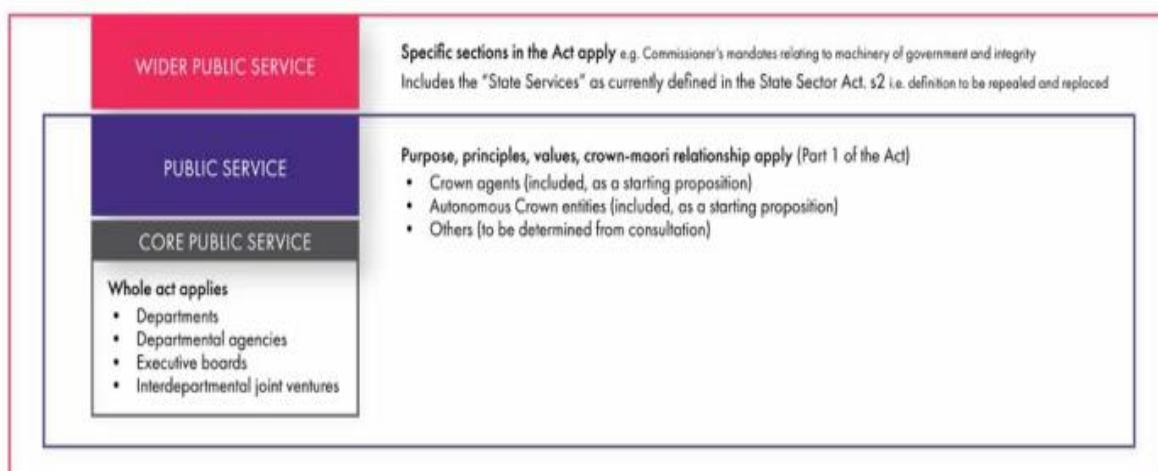 WIDER PUBLIC SERVICE
Specific sections in the Act apply e.g. Commissioner's mandates relating to machinery of government and integrity
Includes the "State Services" as currently defined in the State Sector Act. s2 i.e. definition to be repealed and replaced
PUBLIC SERVICE
Purpose, principles, values, crown-maori relationship apply (Part 1 of the Act)
• Crown agents (included, as a starting proposition)
• Autonomous Crown entities (included, as a starting proposition)
• Others (to be determined from consultation)
CORE PUBLIC SERVICE
Whole act applies
• Departments
• Departmental agencies
• Executive boards
• Interdepartmental joint ventures